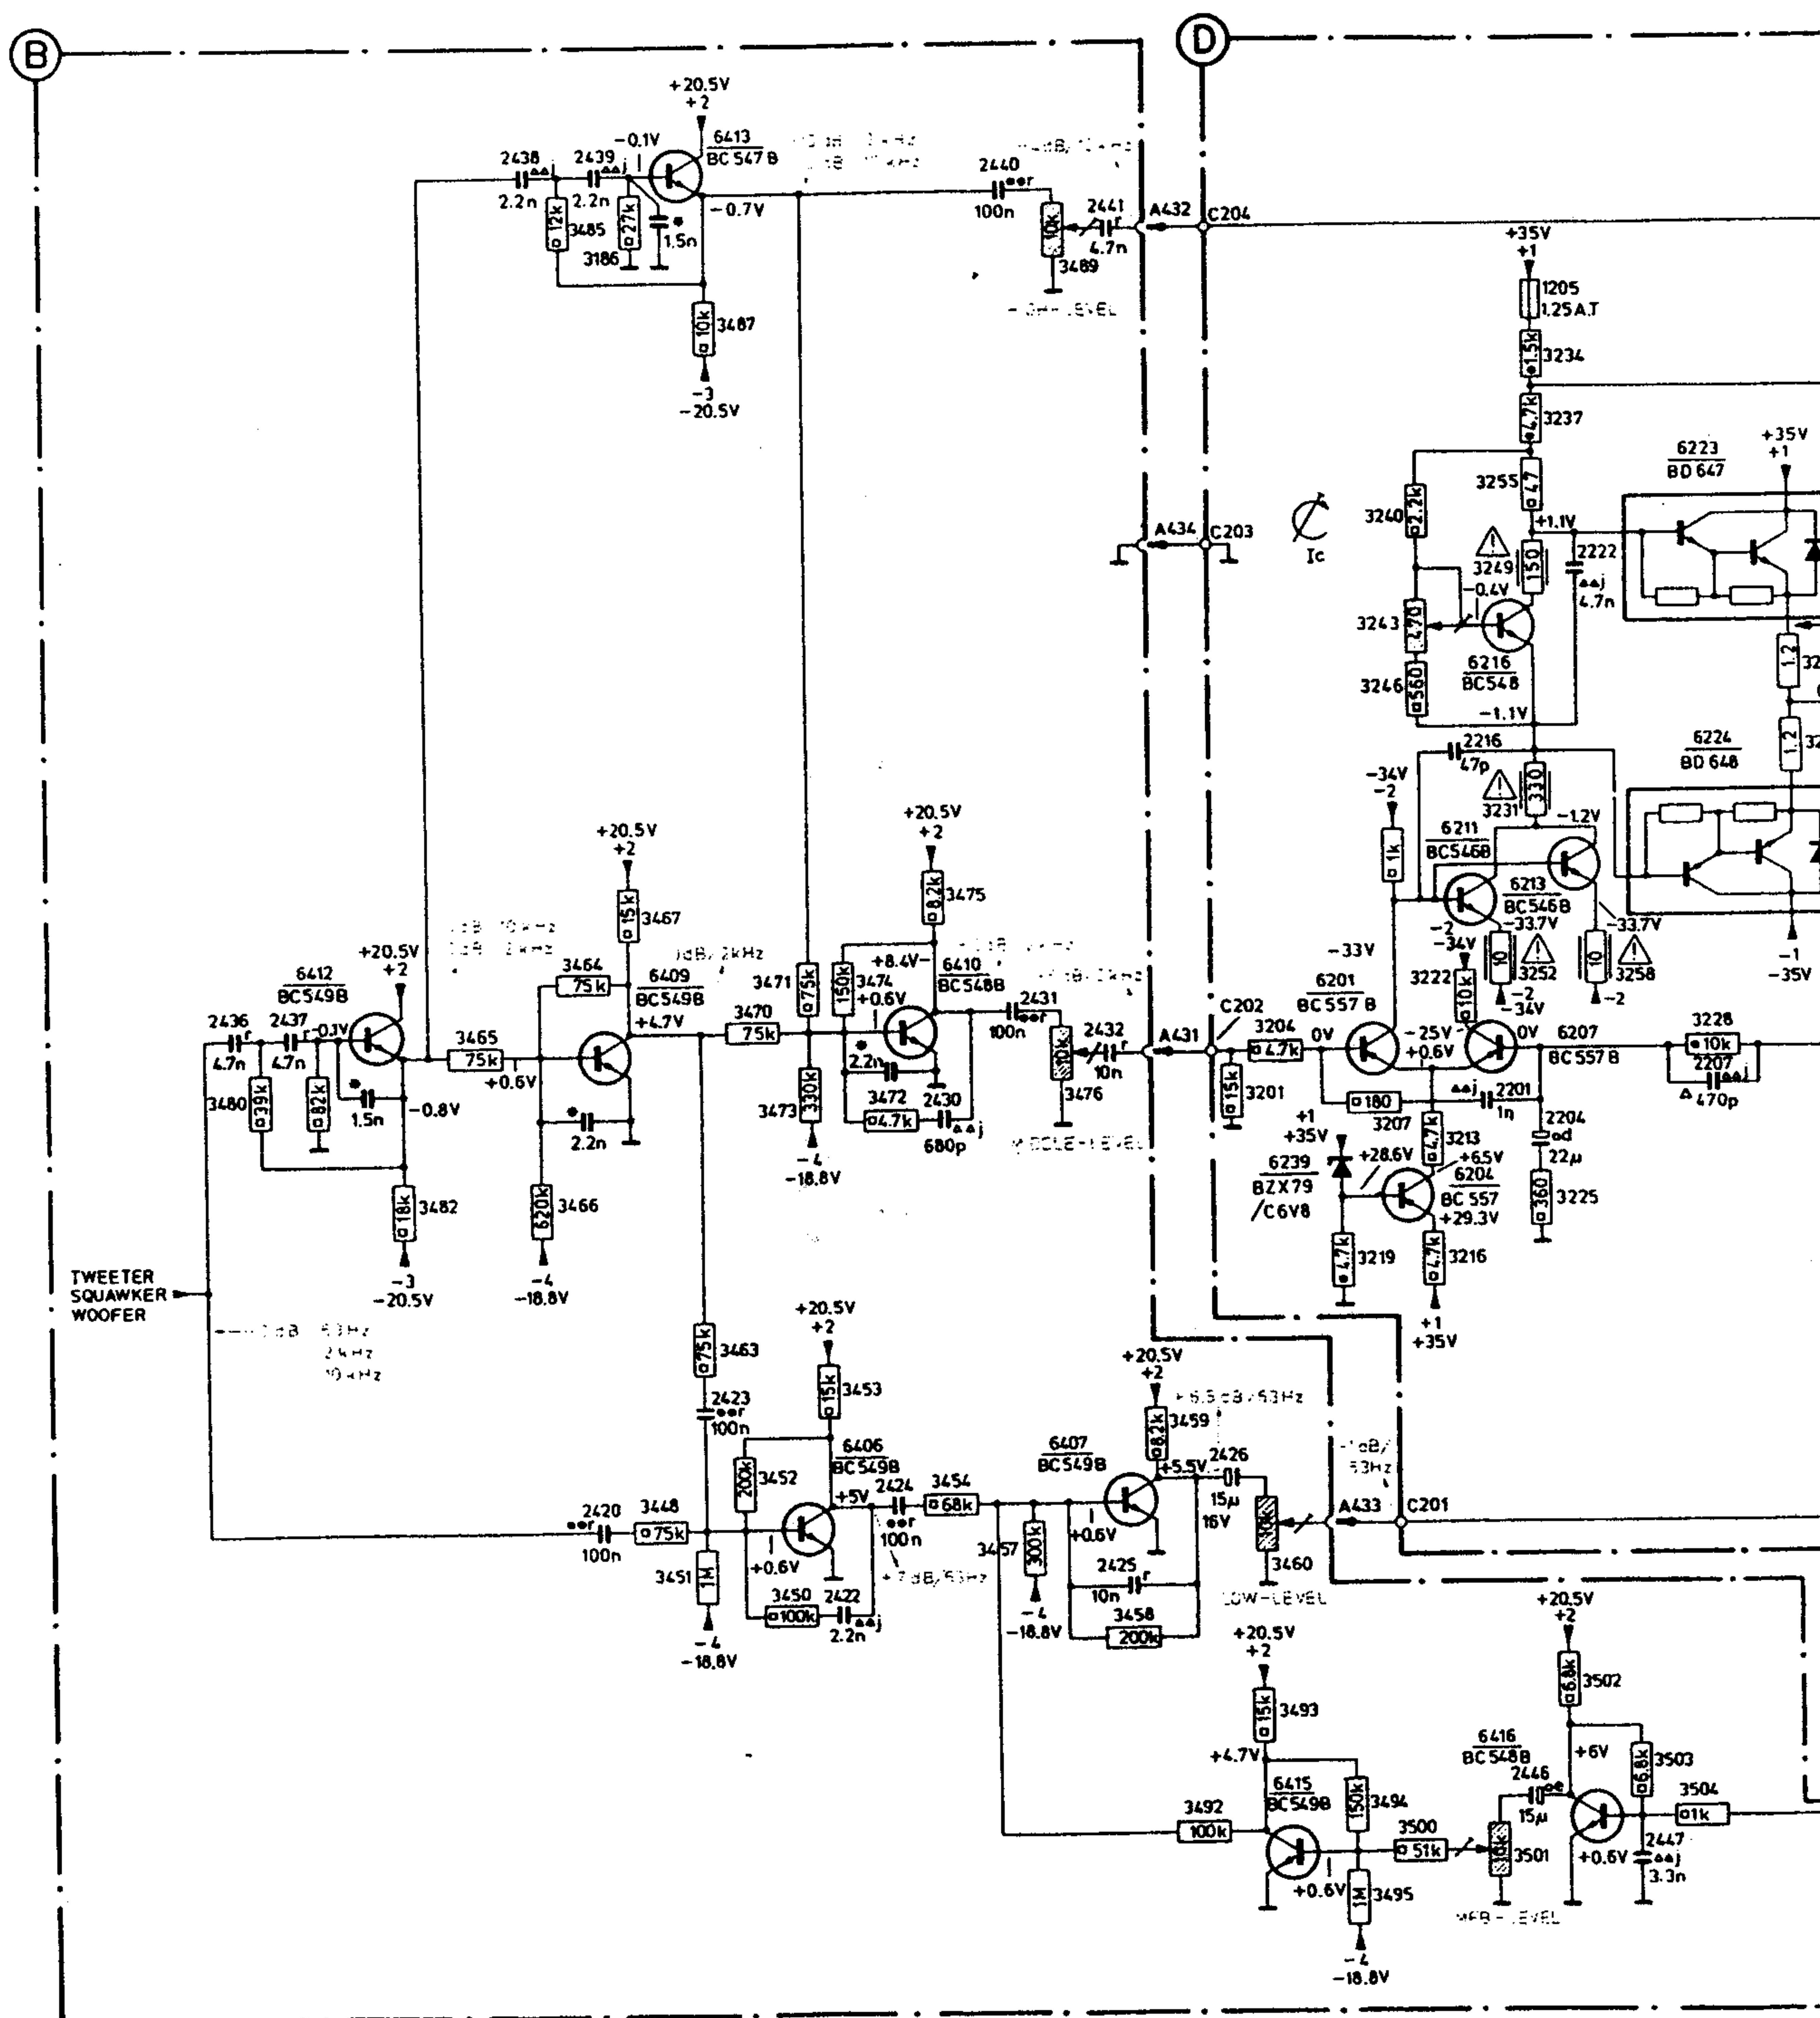 B
D
+20.5V
+2
6413
BC 547 B
-0.1V
2438
2439
2.2n
2.2n
12k
3485
27k
3186
1.5n
-0.7V
2440
100n
10k
3489
2441
4.7n
A432
C204
10k
3487
-3
-20.5V
+35V
+1
1205
1.25 A.T
1.5k
3234
4.7k
3237
6223
BD 647
+35V
+1
3255
47
3240
2.2k
+1.1V
A434
C203
Ic
3249
150
2222
4.7n
-0.4V
3243
470
6216
BC548
3246
560
-1.1V
1.2
1.2
6224
BD 648
2216
47p
-34V
-2
3231
330
-1.2V
1k
6211
BC546B
6213
BC546B
-33.7V
-33.7V
-2
-34V
10
3252
10
3258
-2
-34V
-2
-1
-35V
-33V
3222
10k
+20.5V
+2
15k
3467
+20.5V
+2
8.2k
3475
+20.5V
+2
6412
BC549B
3464
75k
6409
BC549B
0dB/2kHz
3471
75k
150k
3474
+8.4V
+0.6V
6410
BC548B
2431
100n
2436
4.7n
2437
4.7n
-0.1V
3465
75k
+0.6V
+4.7V
3470
75k
2.2n
10k
3476
2432
10n
A431
C202
3204
4.7k
0V
6201
BC 557 B
-25V
+0.6V
0V
6207
BC 557 B
3228
10k
2207
470p
3480
39k
82k
1.5n
-0.8V
2.2n
3473
330k
3472
4.7k
2430
680p
MIDDLE-LEVEL
15k
3201
180
3207
2201
1n
2204
22µ
360
3225
18k
3482
-3
-20.5V
620k
3466
-4
-18.8V
-4
-18.8V
+1
+35V
6239
BZX79
/C6V8
+28.6V
4.7k
3213
+6.5V
6204
BC 557
+29.3V
4.7k
3219
4.7k
3216
+1
+35V
TWEETER
SQUAWKER
WOOFER
75k
3463
2423
100n
+20.5V
+2
15k
3453
+20.5V
+2
8.2k
3459
+6.5dB/63Hz
200k
3452
6406
BC549B
+5V
2424
100n
3454
68k
6407
BC549B
+5.5V
2426
15µ
16V
10k
3460
A433
C201
2420
100n
3448
75k
3451
1M
+0.6V
3450
100k
2422
2.2n
-4
-18.8V
3457
300k
-4
-18.8V
+0.6V
2425
10n
3458
200k
LOW-LEVEL
+20.5V
+2
15k
3493
+4.7V
+20.5V
+2
6.8k
3502
6416
BC548B
+6V
6.8k
3503
6415
BC549B
150k
3494
2446
15µ
3504
1k
3492
100k
3500
51k
10k
3501
2447
3.3n
+0.6V
+0.6V
1M
3495
MFB-LEVEL
-4
-18.8V